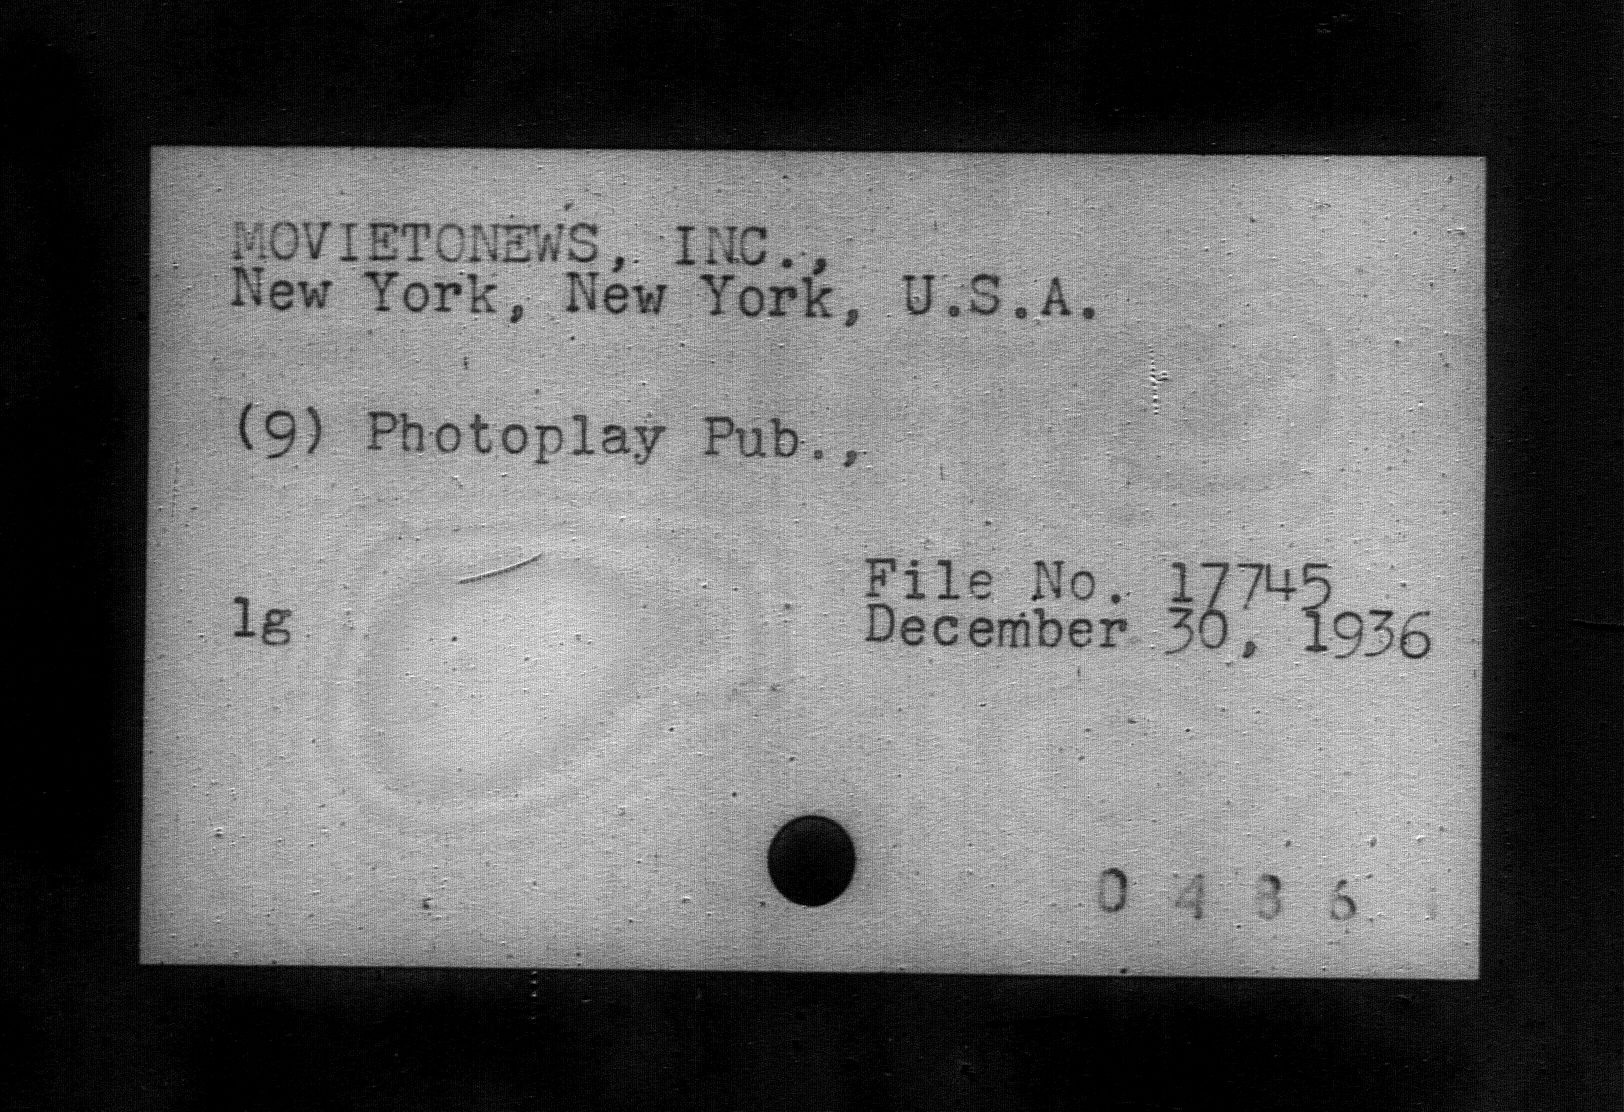 MOVIETONEWS, INC.,
New York, New York, U.S.A.
(9) Photoplay Pub.,
File No. 17745
lg December 30, 1936
0 4 3 6